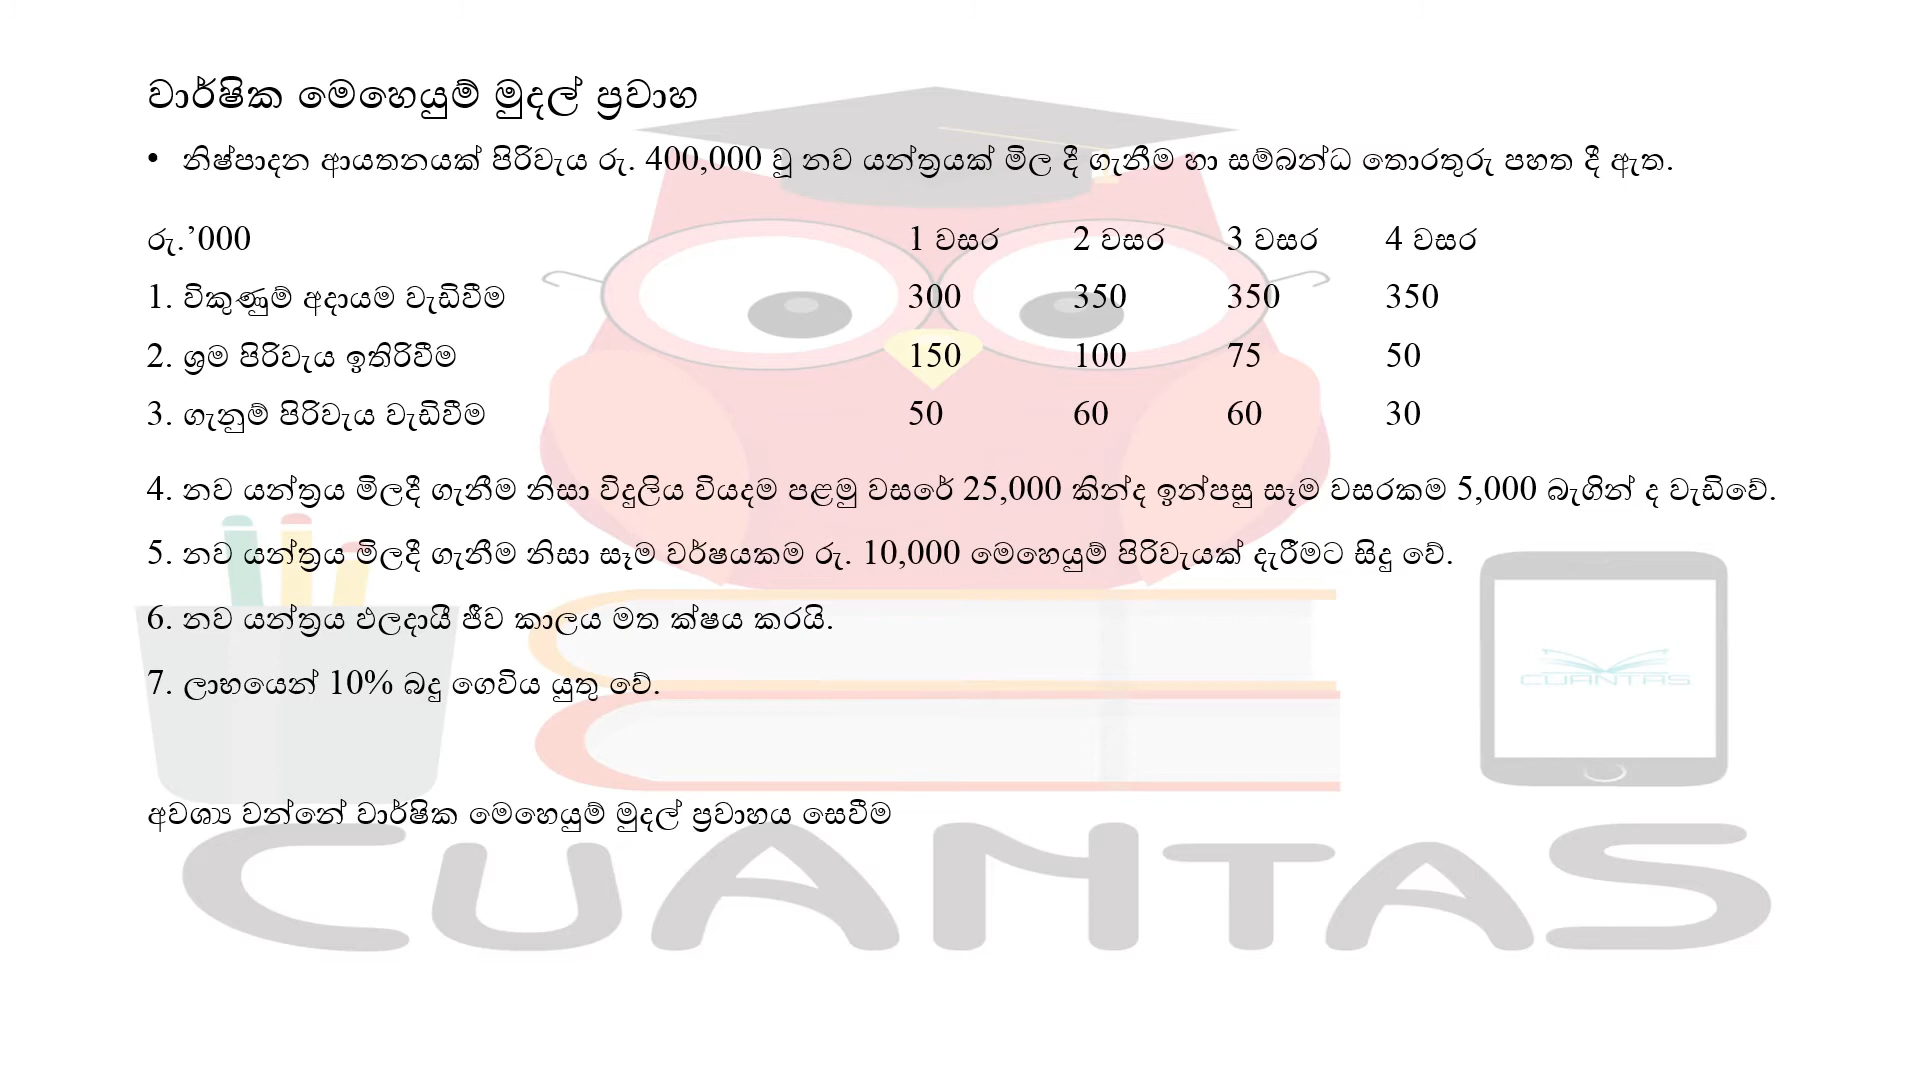 වාර්ෂික මෙහෙයුම් මුදල් ප්‍රවාහ
• නිෂ්පාදන ආයතනයක් පිරිවැය රු. 400,000 වූ නව යන්ත්‍රයක් මිල දී ගැනීම හා සම්බන්ධ තොරතුරු පහත දී ඇත.
රු.’000 1 වසර 2 වසර 3 වසර 4 වසර
1. විකුණුම් අදායම වැඩිවීම 300 350 350 350
2. ශ්‍රම පිරිවැය ඉතිරිවීම 150 100 75 50
3. ගැනුම් පිරිවැය වැඩිවීම 50 60 60 30
4. නව යන්ත්‍රය මිලදී ගැනීම නිසා විදුලිය වියදම පළමු වසරේ 25,000 කින්ද ඉන්පසු සෑම වසරකම 5,000 බැගින් ද වැඩිවේ.
5. නව යන්ත්‍රය මිලදී ගැනීම නිසා සෑම වර්ෂයකම රු. 10,000 මෙහෙයුම් පිරිවැයක් දැරීමට සිදු වේ.
6. නව යන්ත්‍රය ඵලදායී ජීව කාලය මත ක්ෂය කරයි.
7. ලාභයෙන් 10% බදු ගෙවිය යුතු වේ.
CUANTAS
අවශ්‍ය වන්නේ වාර්ෂික මෙහෙයුම් මුදල් ප්‍රවාහය සෙවීම
CUANTAS